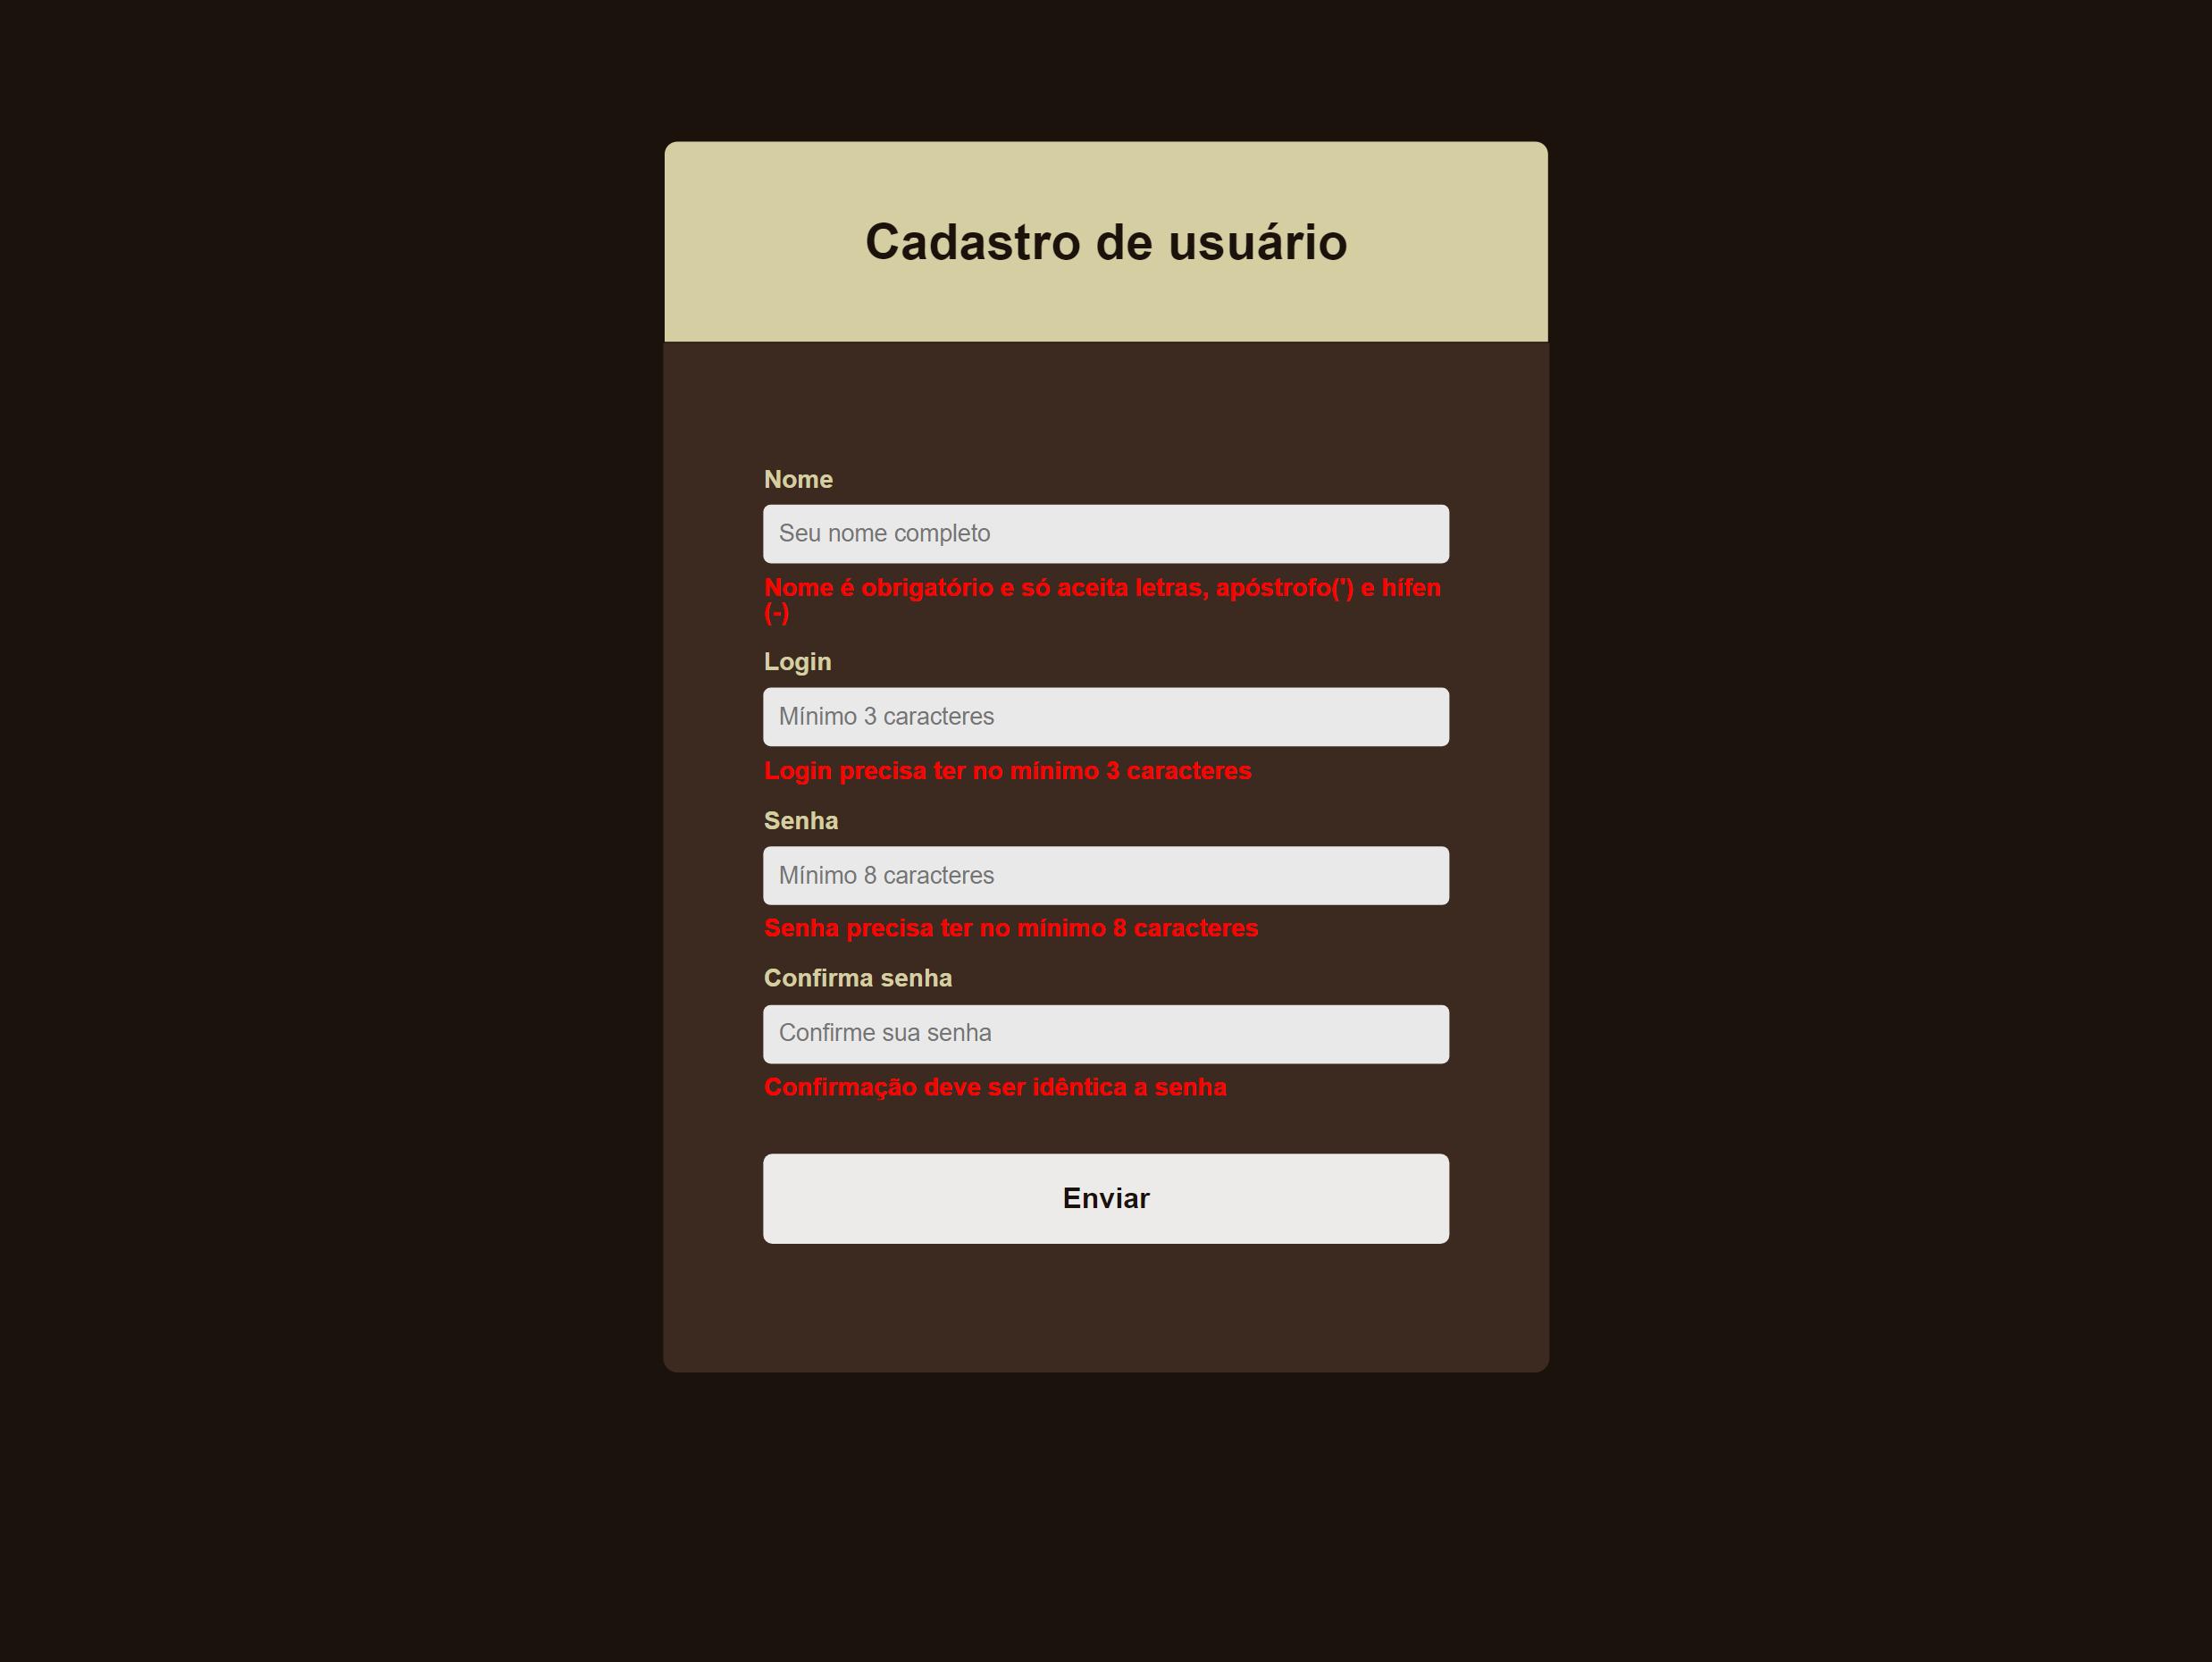 Cadastro de usuário
Nome
Seu nome completo
Nome é obrigatório e só aceita letras, apóstrofo(') e hífen
(-)
Login
Mínimo 3 caracteres
Login precisa ter no mínimo 3 caracteres
Senha
Mínimo 8 caracteres
Senha precisa ter no mínimo 8 caracteres
Confirma senha
Confirme sua senha
Confirmação deve ser idêntica a senha
Enviar